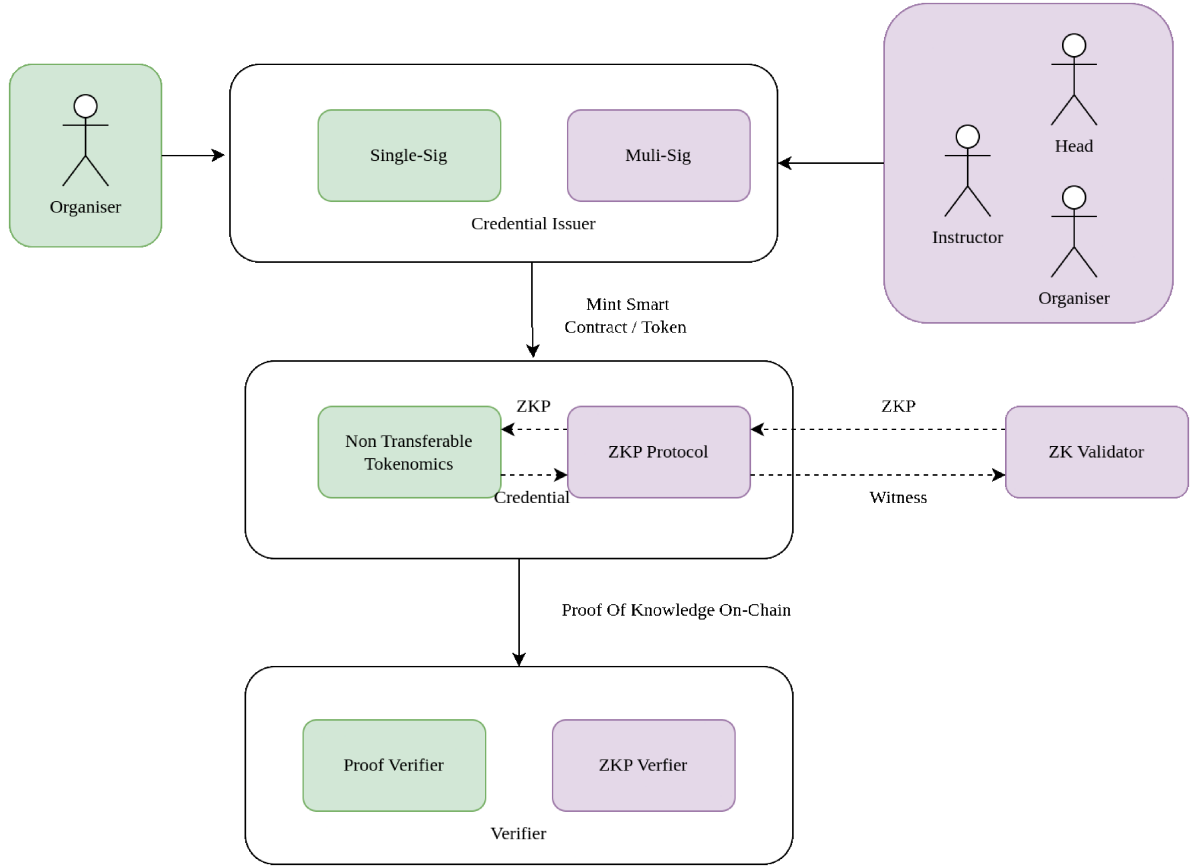 Organiser
Single-Sig
Muli-Sig
Credential Issuer
Head
Instructor
Organiser
Mint Smart
Contract / Token
Non Transferable
Tokenomics
ZKP
Credential
ZKP Protocol
ZKP
Witness
ZK Validator
Proof Of Knowledge On-Chain
Proof Verifier
ZKP Verfier
Verifier